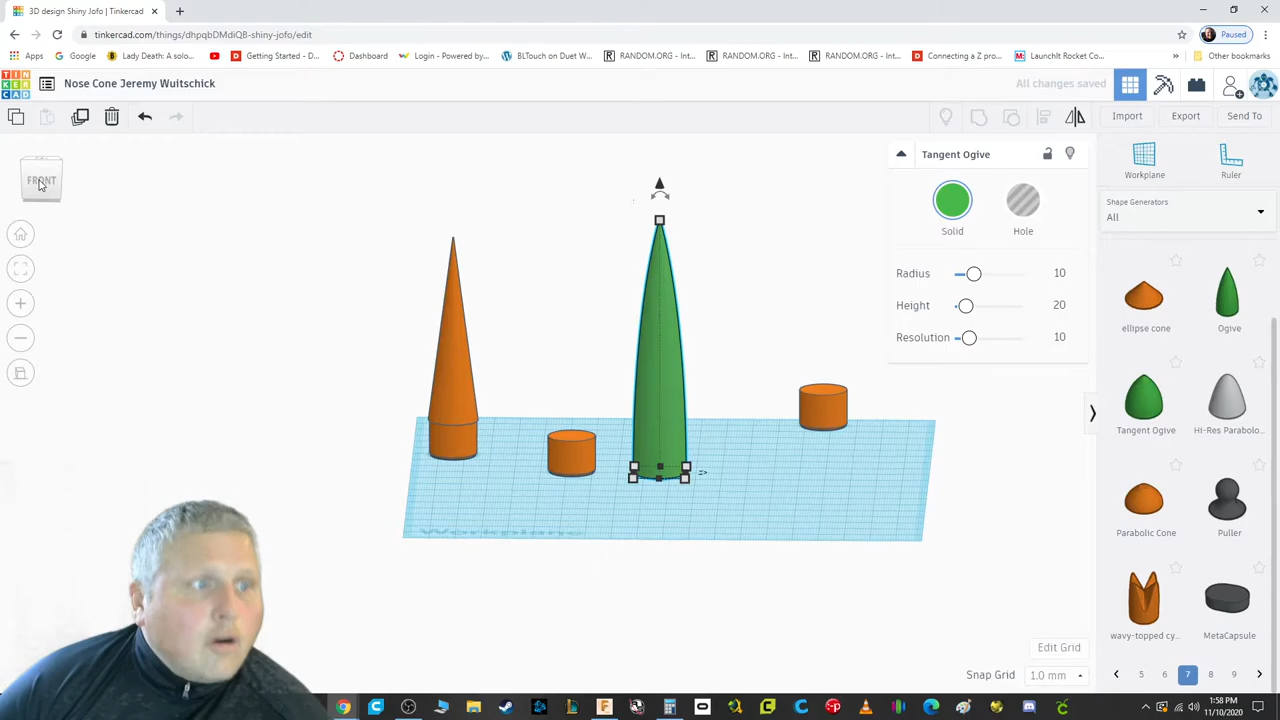 3D design Shiny Jofo | Tinkercad
tinkercad.com/things/dhpqbDMdiQB-shiny-jofo/edit
Paused
Apps
Google
Lady Death: A solo...
Getting Started - D...
Dashboard
Login - Powered by...
BLTouch on Duet W...
RANDOM.ORG - Int...
RANDOM.ORG - Int...
RANDOM.ORG - Int...
Connecting a Z pro...
LaunchIt Rocket Co...
Other bookmarks
TIN
KER
CAD
Nose Cone Jeremy Wuitschick
All changes saved
Import
Export
Send To
FRONT
Tangent Ogive
Solid
Hole
Radius
10
Height
20
Resolution
10
Workplane
Ruler
Shape Generators
All
ellipse cone
Ogive
Tangent Ogive
Hi-Res Parabolo...
Parabolic Cone
Puller
wavy-topped cy...
MetaCapsule
5
6
7
8
9
Workplane
Edit Grid
Snap Grid
1.0 mm
1:58 PM
11/10/2020